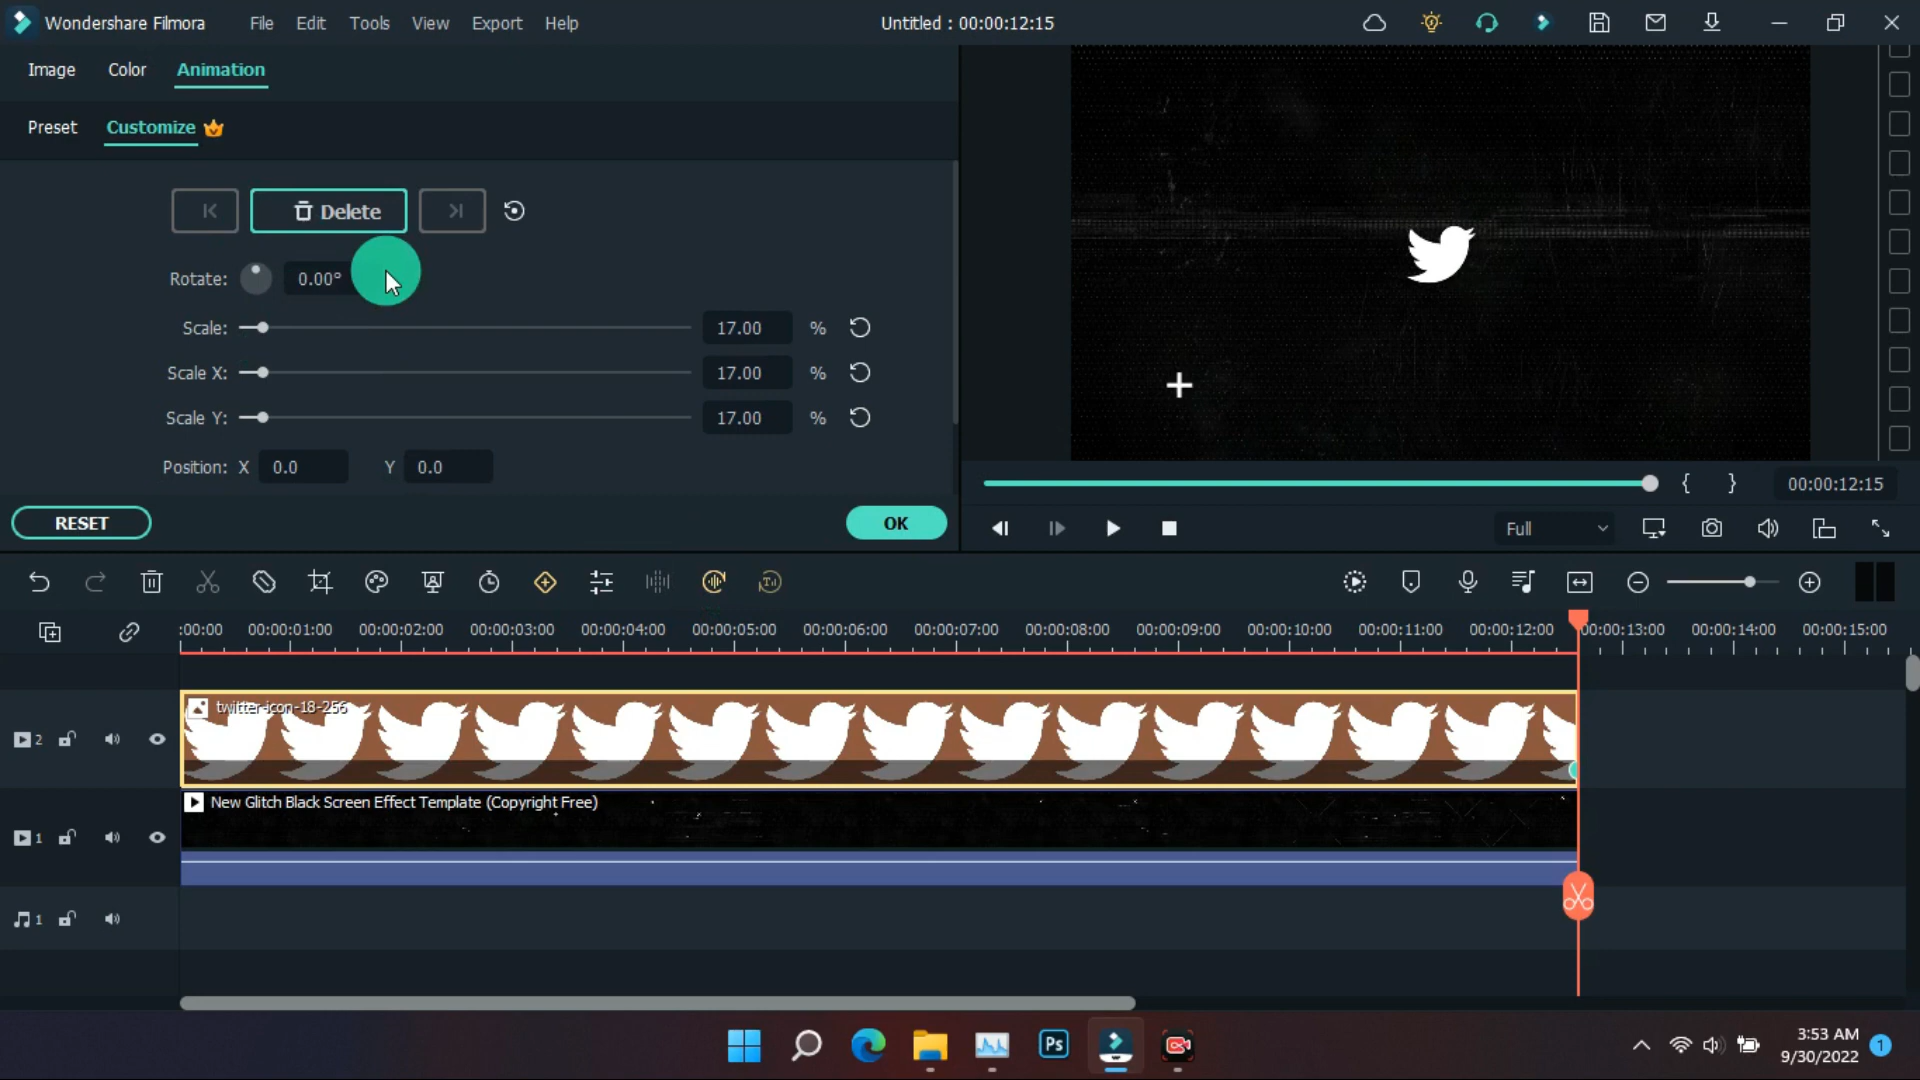 Wondershare Filmora File Edit Tools View Export Help Untitled : 00:00:12:15
Image Color Animation
Preset Customize
Delete
Rotate: 0.00°
Scale: 17.00 %
Scale X: 17.00 %
Scale Y: 17.00 %
Position: X 0.0 Y 0.0
RESET OK
{ } 00:00:12:15
Full
:00:00 00:00:01:00 00:00:02:00 00:00:03:00 00:00:04:00 00:00:05:00 00:00:06:00 00:00:07:00 00:00:08:00 00:00:09:00 00:00:10:00 00:00:11:00 00:00:12:00 00:00:13:00 00:00:14:00 00:00:15:00
twitter-icon-18-256
2
New Glitch Black Screen Effect Template (Copyright Free)
1
1
Ps
3:53 AM
9/30/2022 1